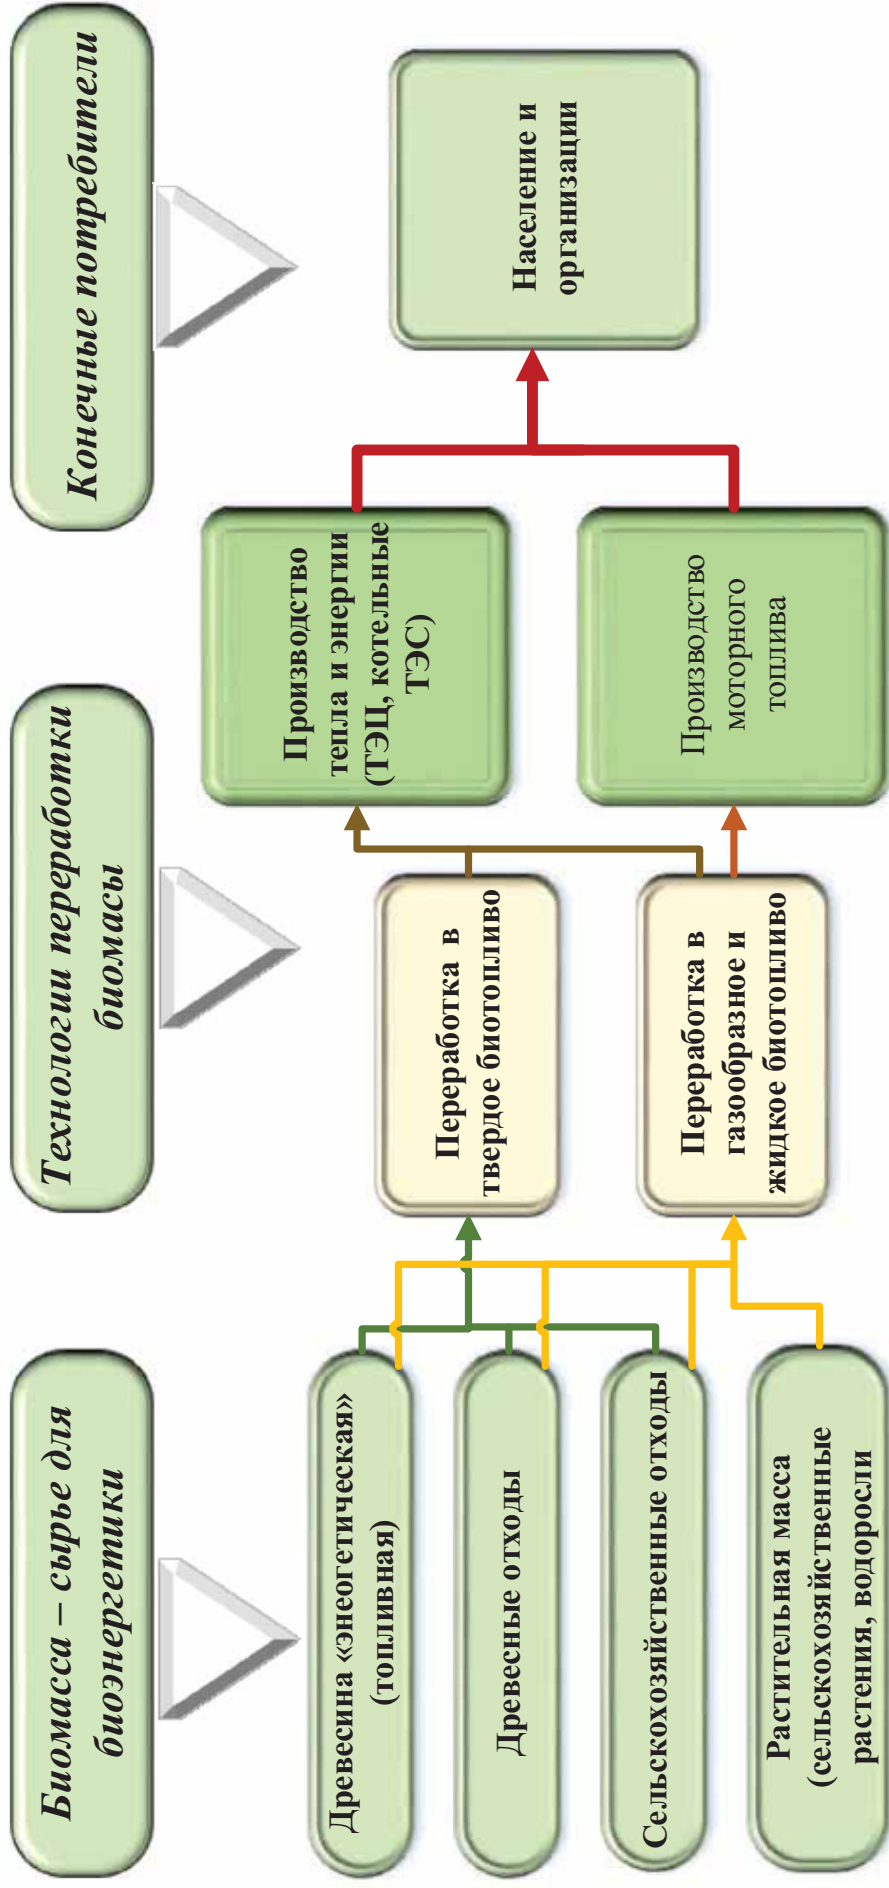 Биомасса – сырье для
биоэнергетики
Технологии переработки
биомасы
Конечные потребители
Древесина «энеогетическая»
(топливная)
Древесные отходы
Сельскохозяйственные отходы
Растительная масса
(сельскохозяйственные
растения, водоросли
Переработка в
твердое биотопливо
Переработка в
газообразное и
жидкое биотопливо
Производство
тепла и энергии
(ТЭЦ, котельные
ТЭС)
Производство
моторного
топлива
Население и
организации